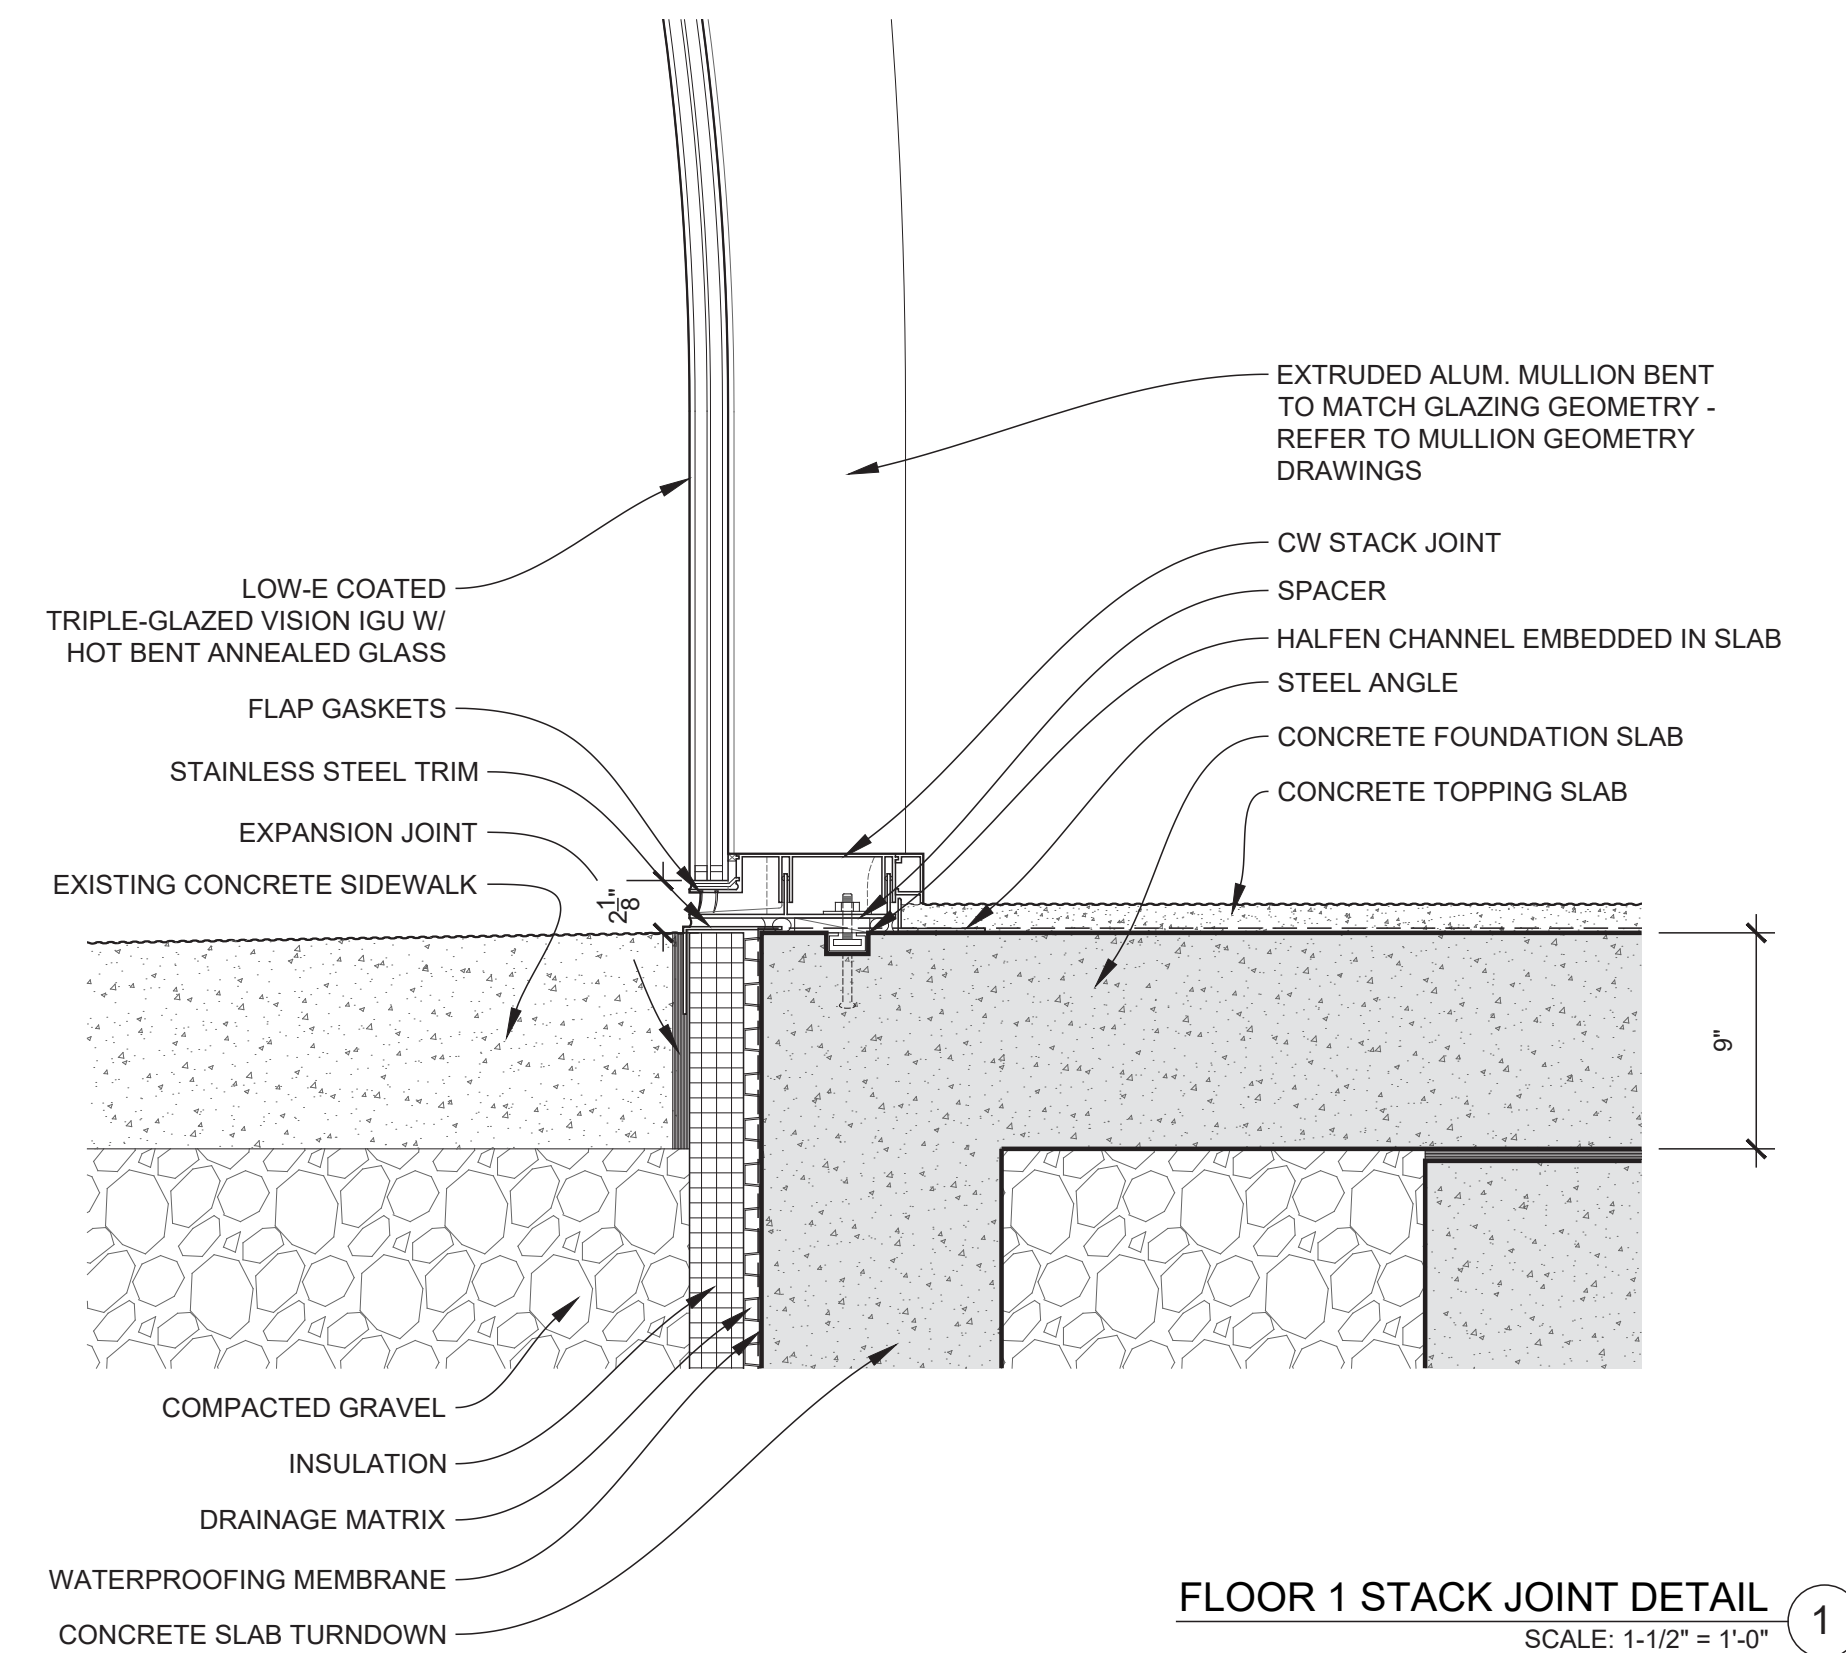 EXTRUDED ALUM. MULLION BENT
TO MATCH GLAZING GEOMETRY -
REFER TO MULLION GEOMETRY
DRAWINGS
CW STACK JOINT
SPACER
HALFEN CHANNEL EMBEDDED IN SLAB
STEEL ANGLE
CONCRETE FOUNDATION SLAB
CONCRETE TOPPING SLAB
LOW-E COATED
TRIPLE-GLAZED VISION IGU W/
HOT BENT ANNEALED GLASS
FLAP GASKETS
STAINLESS STEEL TRIM
EXPANSION JOINT
EXISTING CONCRETE SIDEWALK
2 1/8"
9"
COMPACTED GRAVEL
INSULATION
DRAINAGE MATRIX
WATERPROOFING MEMBRANE
CONCRETE SLAB TURNDOWN
FLOOR 1 STACK JOINT DETAIL
1
SCALE: 1-1/2" = 1'-0"